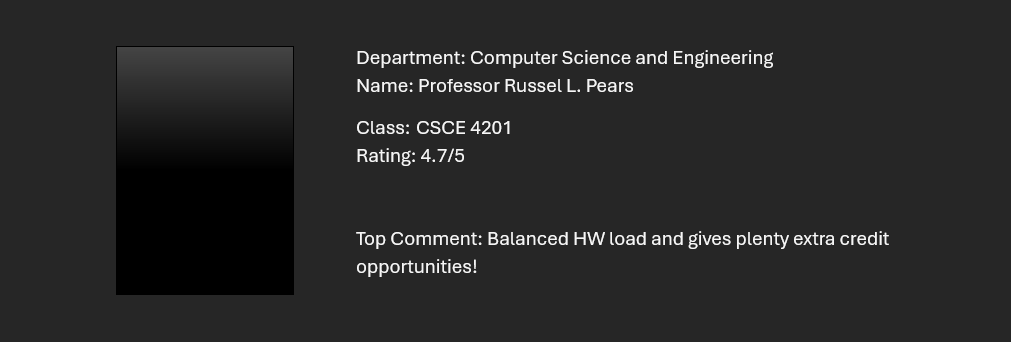 Department: Computer Science and Engineering
Name: Professor Russel L. Pears
Class: CSCE 4201
Rating: 4.7/5
Top Comment: Balanced HW load and gives plenty extra credit
opportunities!